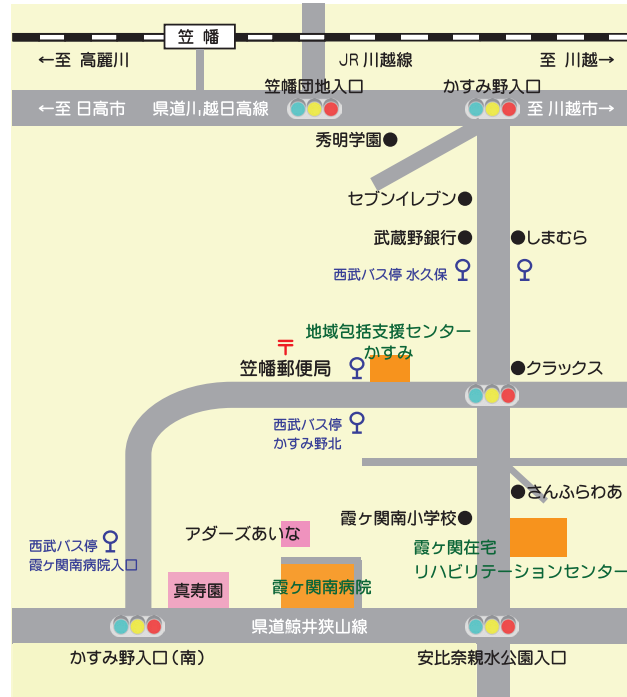 笠幡
←至 高麗川
JR 川越線
至 川越→
笠幡団地入口
かすみ野入口
←至 日高市
県道川越日高線
至 川越市→
秀明学園
セブンイレブン
武蔵野銀行
しまむら
西武バス停 水久保
地域包括支援センター
かすみ
〒
笠幡郵便局
クラックス
西武バス停
かすみ野北
さんふらわあ
霞ヶ関南小学校
アダーズあいな
西武バス停
霞ヶ関南病院入口
霞ヶ関在宅
リハビリテーションセンター
真寿園
霞ヶ関南病院
県道鯨井狭山線
かすみ野入口（南）
安比奈親水公園入口